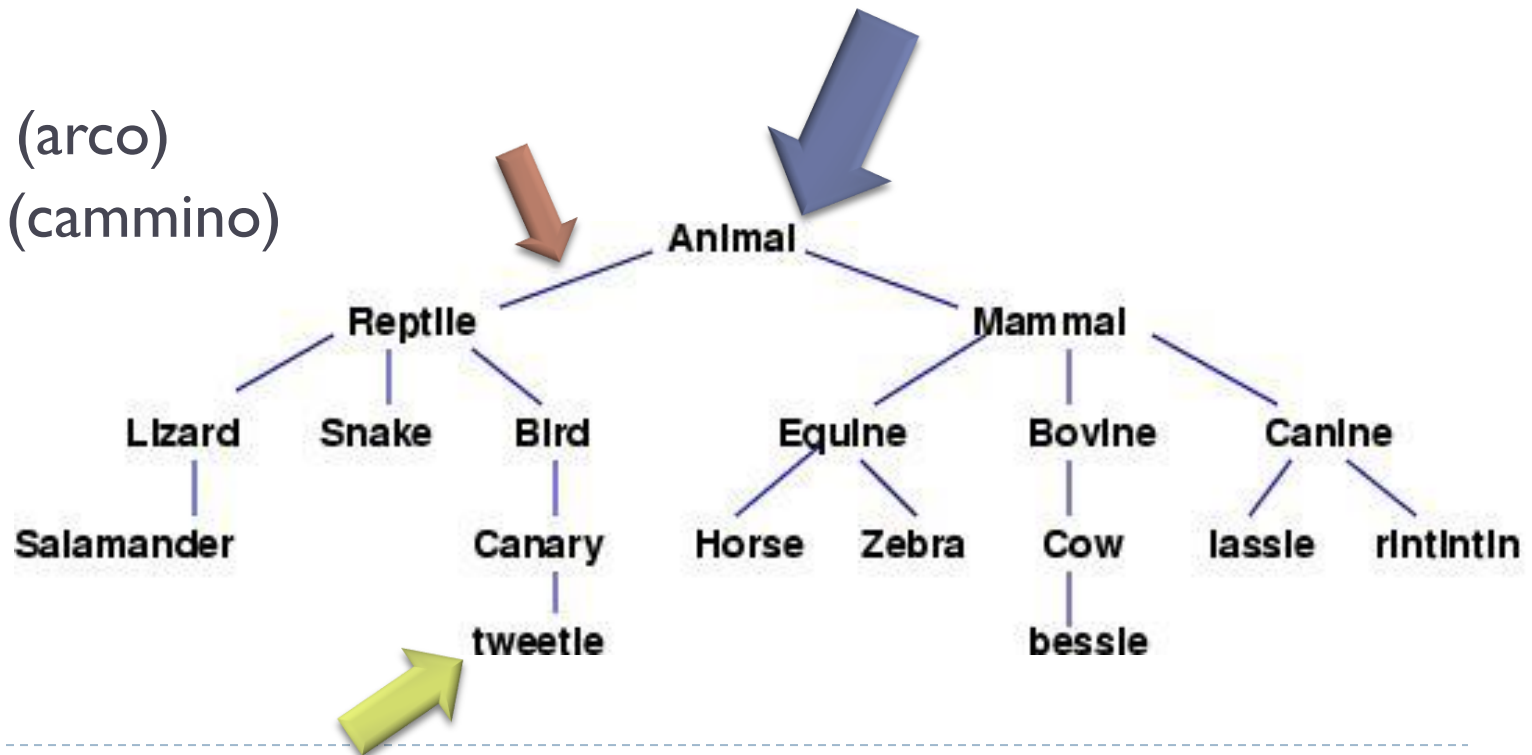 (arco)
(cammino)
Animal
Reptile Mammal
Lizard Snake Bird Equine Bovine Canine
Salamander Canary Horse Zebra Cow lassie rintintin
tweetie bessie